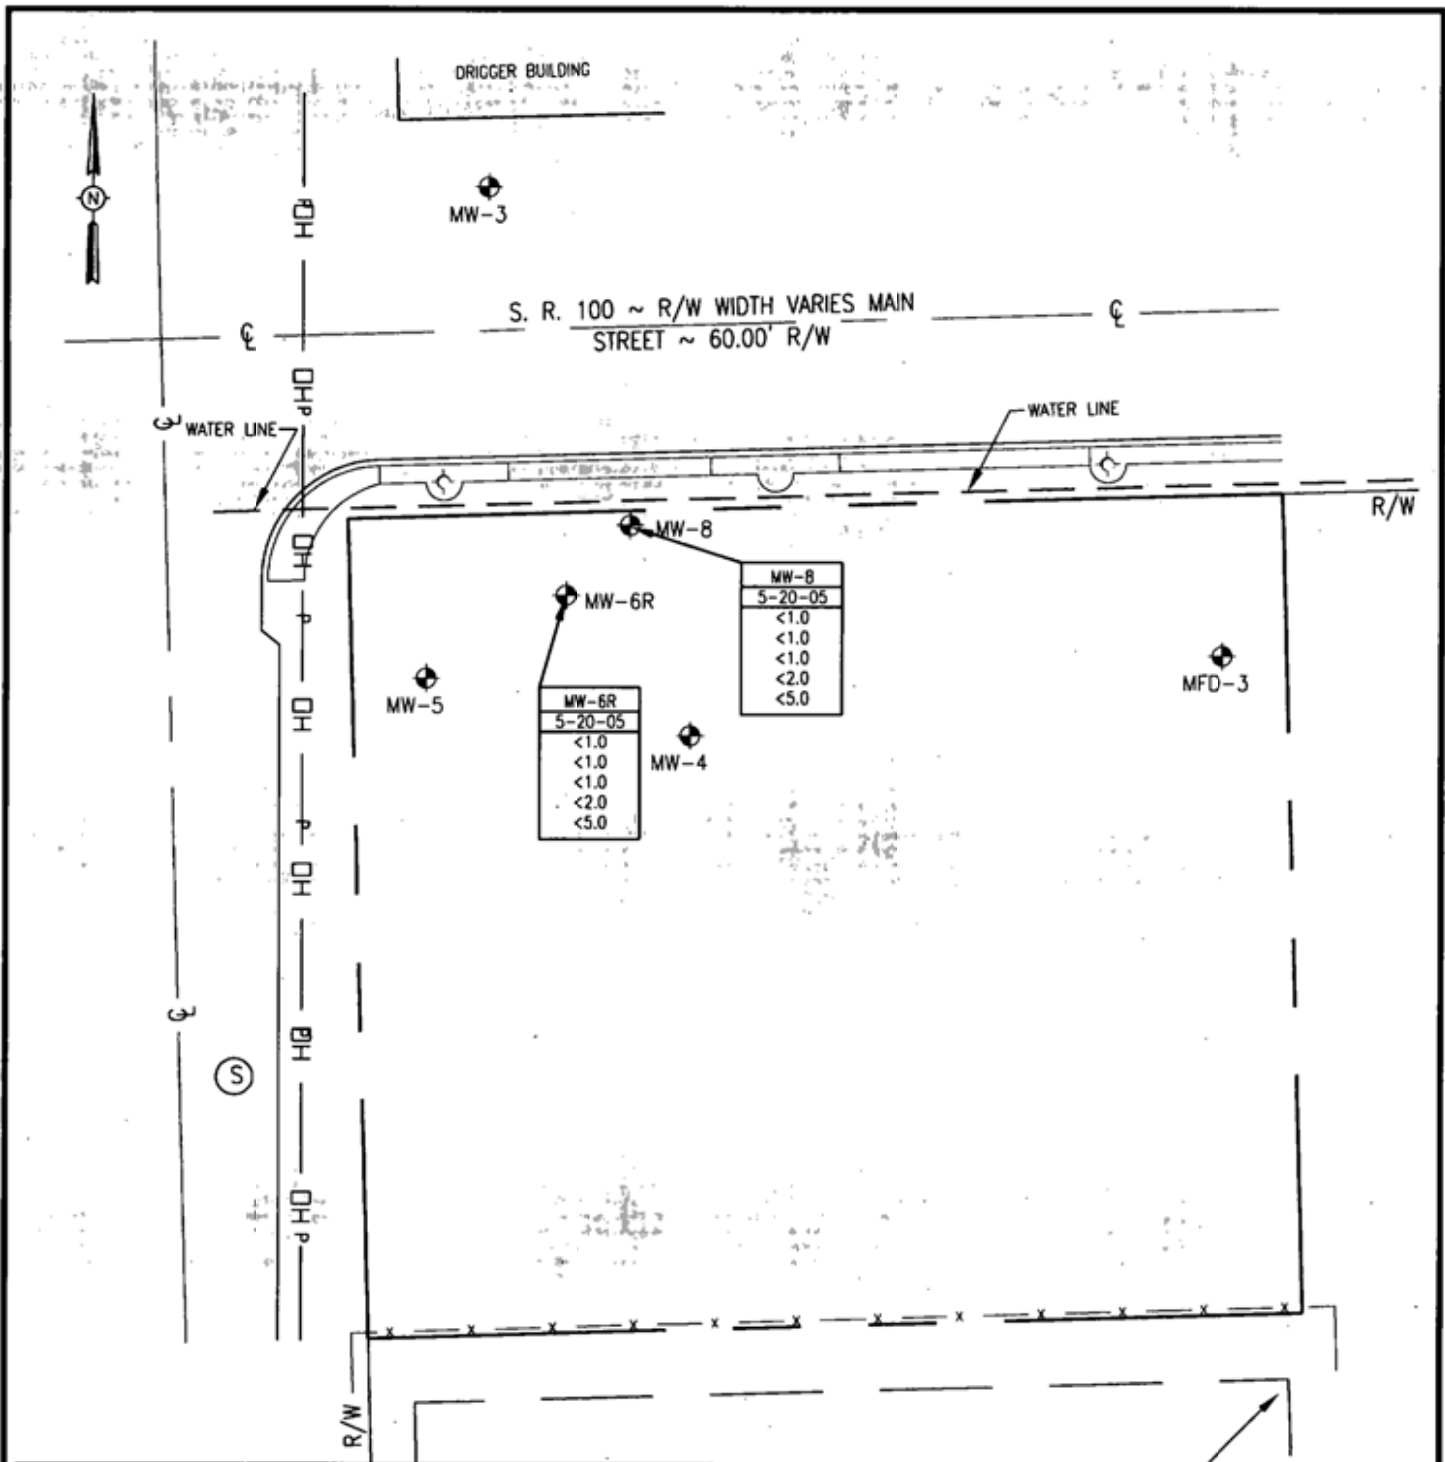 DRIGGER BUILDING
N
MW-3
S. R. 100 ~ R/W WIDTH VARIES MAIN
STREET ~ 60.00' R/W
℄
℄
OHP
OHP
℄
WATER LINE
WATER LINE
R/W
MW-8
MW-8
5-20-05
<1.0
<1.0
<1.0
<2.0
<5.0
OHP
MW-6R
MW-5
MW-6R
5-20-05
<1.0
<1.0
<1.0
<2.0
<5.0
MW-4
MFD-3
OHP
OH
℄
OHP
S
OHP
x x x x x x x x x x x x
R/W